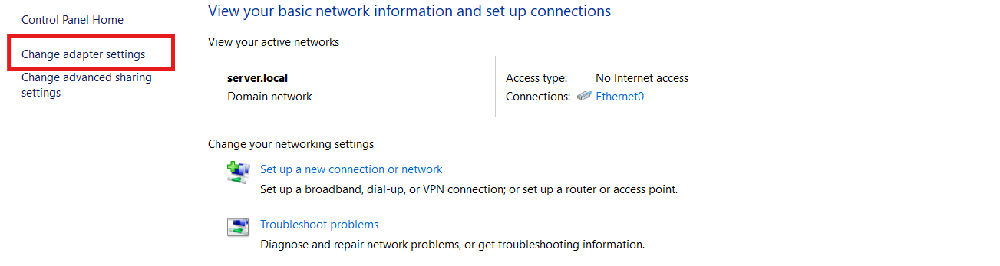 Control Panel Home
Change adapter settings
Change advanced sharing
settings
View your basic network information and set up connections
View your active networks
server.local
Domain network
Access type: No Internet access
Connections: Ethernet0
Change your networking settings
Set up a new connection or network
Set up a broadband, dial-up, or VPN connection; or set up a router or access point.
Troubleshoot problems
Diagnose and repair network problems, or get troubleshooting information.